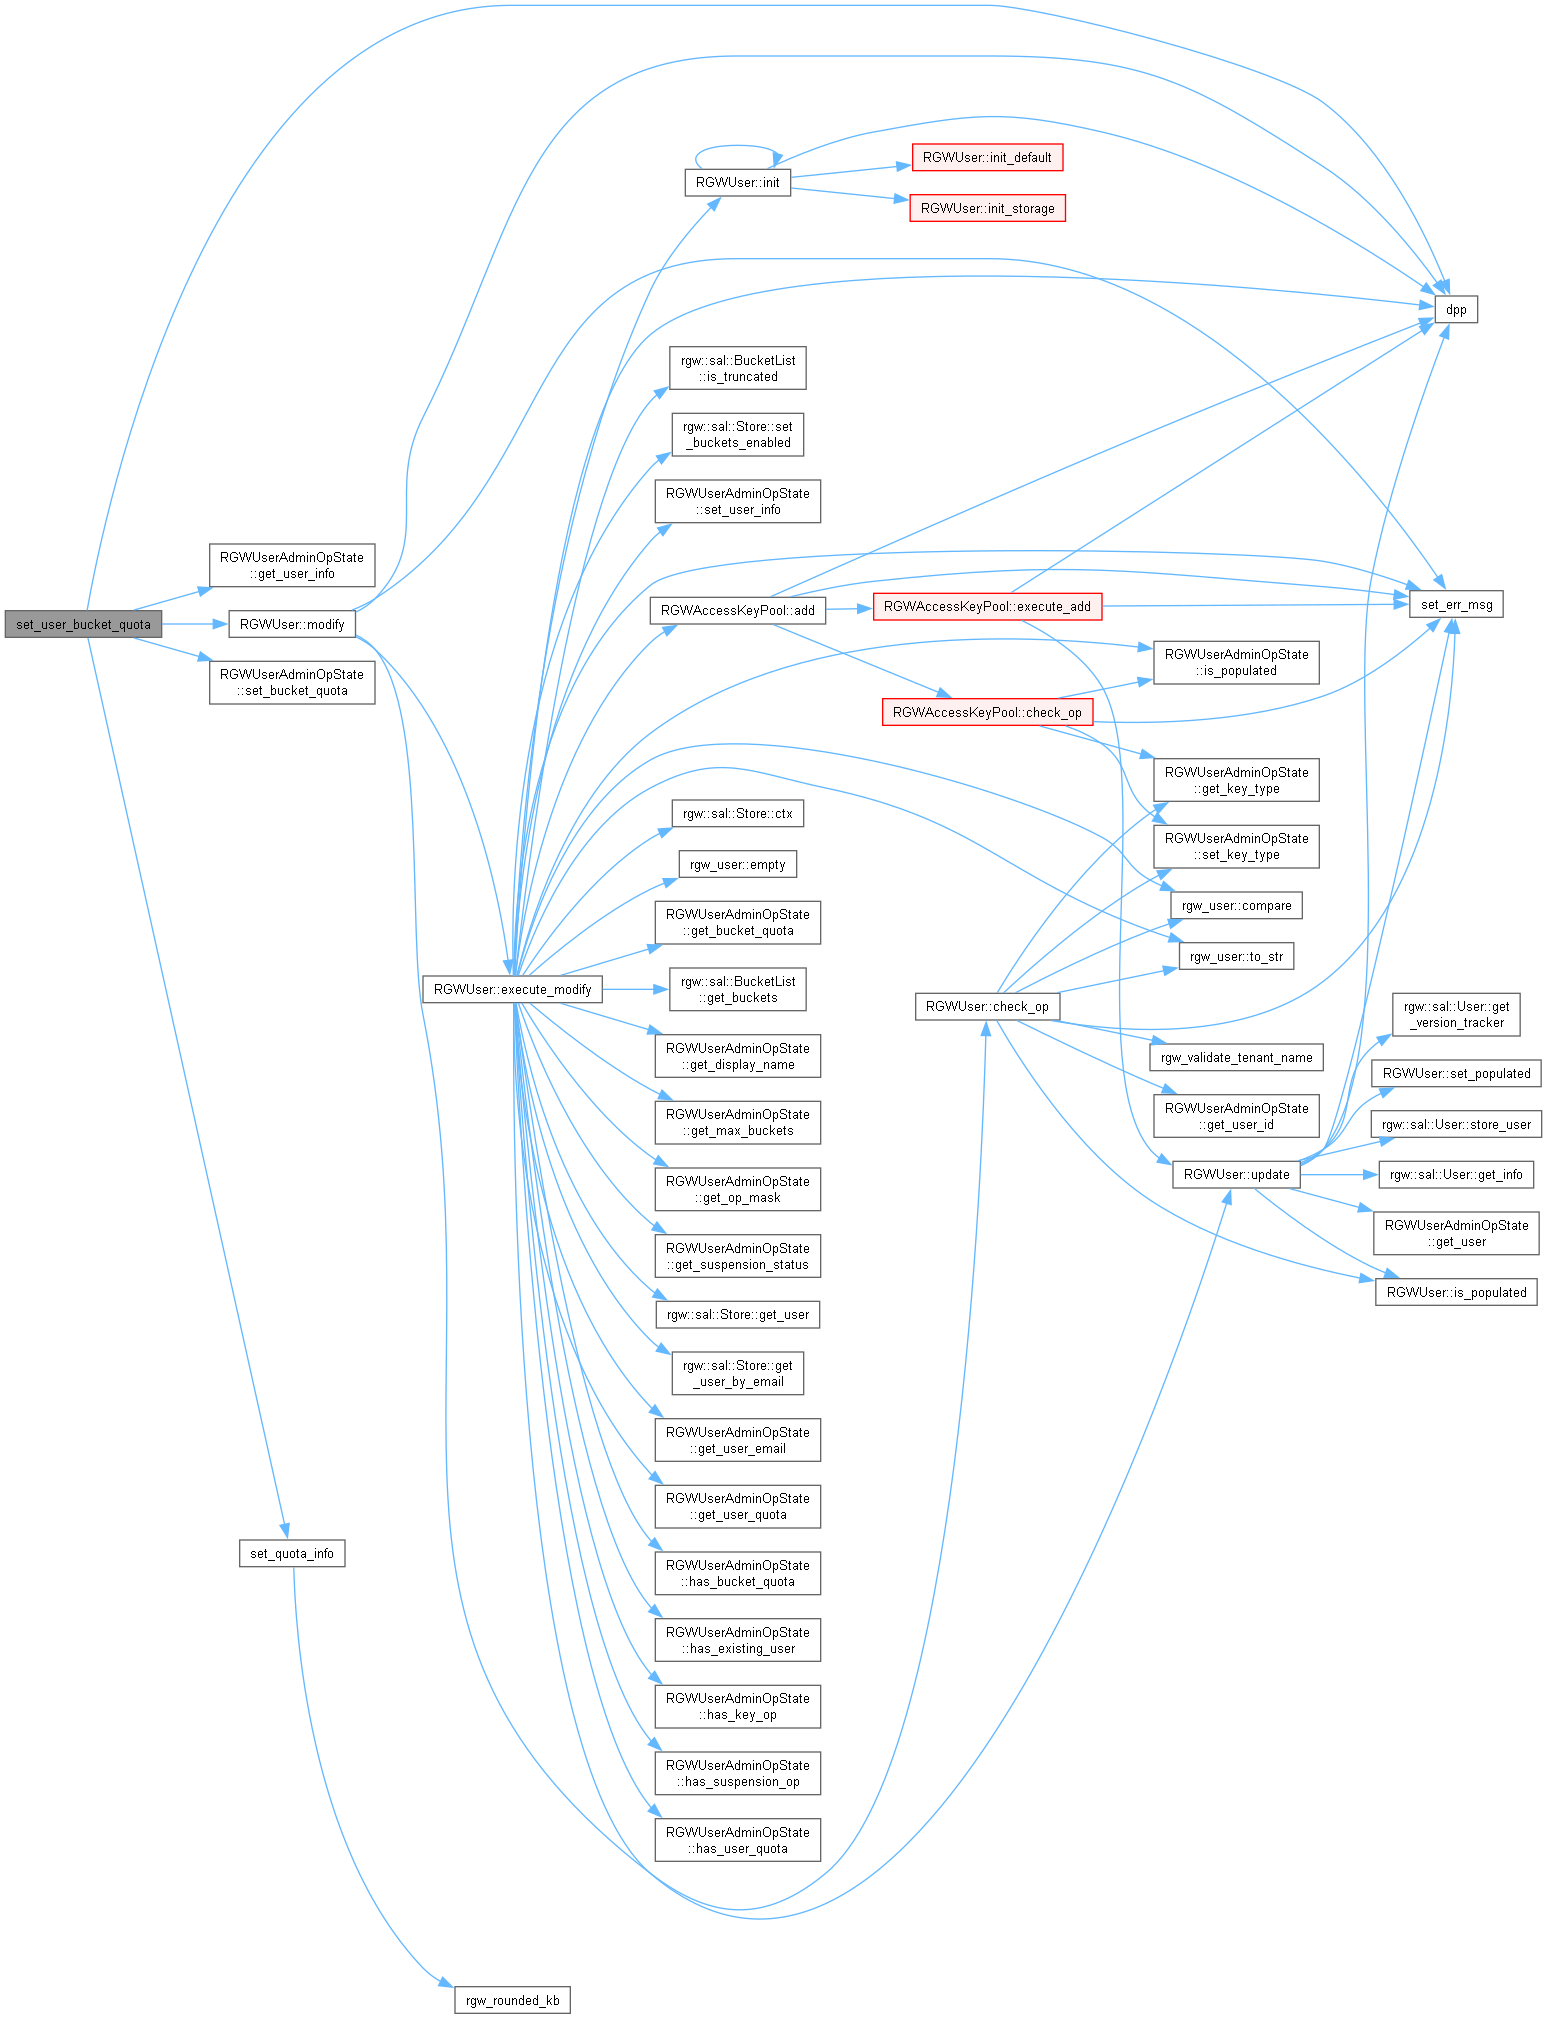 RGWUser::init_default
RGWUser::init
RGWUser::init_storage
dpp
rgw::sal::BucketList
::is_truncated
rgw::sal::Store::set
_buckets_enabled
RGWUserAdminOpState
::set_user_info
RGWUserAdminOpState
::get_user_info
set_user_bucket_quota
RGWUser::modify
RGWUserAdminOpState
::set_bucket_quota
RGWAccessKeyPool::add
RGWAccessKeyPool::execute_add
set_err_msg
RGWUserAdminOpState
::is_populated
RGWAccessKeyPool::check_op
RGWUserAdminOpState
::get_key_type
RGWUserAdminOpState
::set_key_type
rgw::sal::Store::ctx
rgw_user::empty
rgw_user::compare
RGWUserAdminOpState
::get_bucket_quota
rgw_user::to_str
RGWUser::execute_modify
rgw::sal::BucketList
::get_buckets
RGWUser::check_op
rgw::sal::User::get
_version_tracker
RGWUserAdminOpState
::get_display_name
rgw_validate_tenant_name
RGWUser::set_populated
RGWUserAdminOpState
::get_max_buckets
RGWUserAdminOpState
::get_user_id
rgw::sal::User::store_user
RGWUserAdminOpState
::get_op_mask
RGWUser::update
rgw::sal::User::get_info
RGWUserAdminOpState
::get_user
RGWUserAdminOpState
::get_suspension_status
RGWUser::is_populated
rgw::sal::Store::get_user
rgw::sal::Store::get
_user_by_email
RGWUserAdminOpState
::get_user_email
RGWUserAdminOpState
::get_user_quota
set_quota_info
RGWUserAdminOpState
::has_bucket_quota
RGWUserAdminOpState
::has_existing_user
RGWUserAdminOpState
::has_key_op
RGWUserAdminOpState
::has_suspension_op
RGWUserAdminOpState
::has_user_quota
rgw_rounded_kb